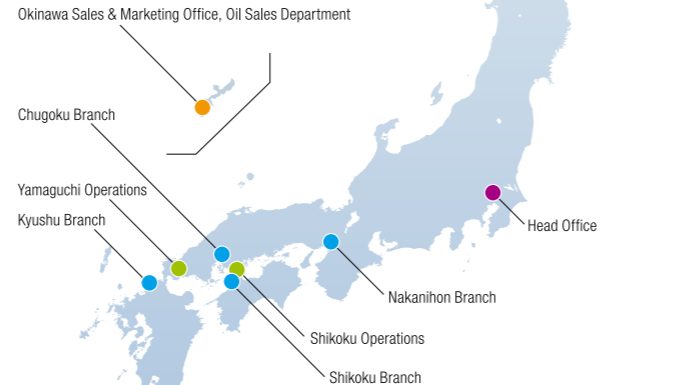 Okinawa Sales & Marketing Office, Oil Sales Department
Chugoku Branch
Yamaguchi Operations
Kyushu Branch
Head Office
Nakanihon Branch
Shikoku Operations
Shikoku Branch